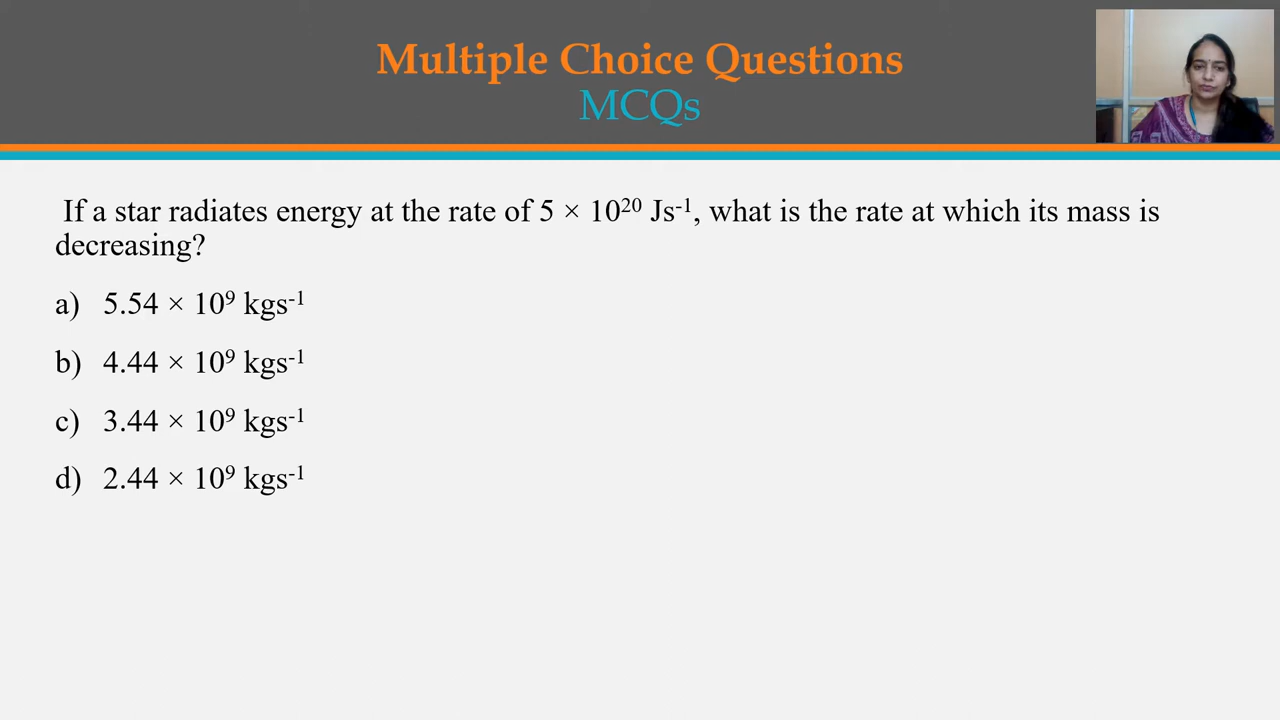 Multiple Choice Questions
MCQs
If a star radiates energy at the rate of 5 × 10²⁰ Js⁻¹, what is the rate at which its mass is
decreasing?
a) 5.54 × 10⁹ kgs⁻¹
b) 4.44 × 10⁹ kgs⁻¹
c) 3.44 × 10⁹ kgs⁻¹
d) 2.44 × 10⁹ kgs⁻¹